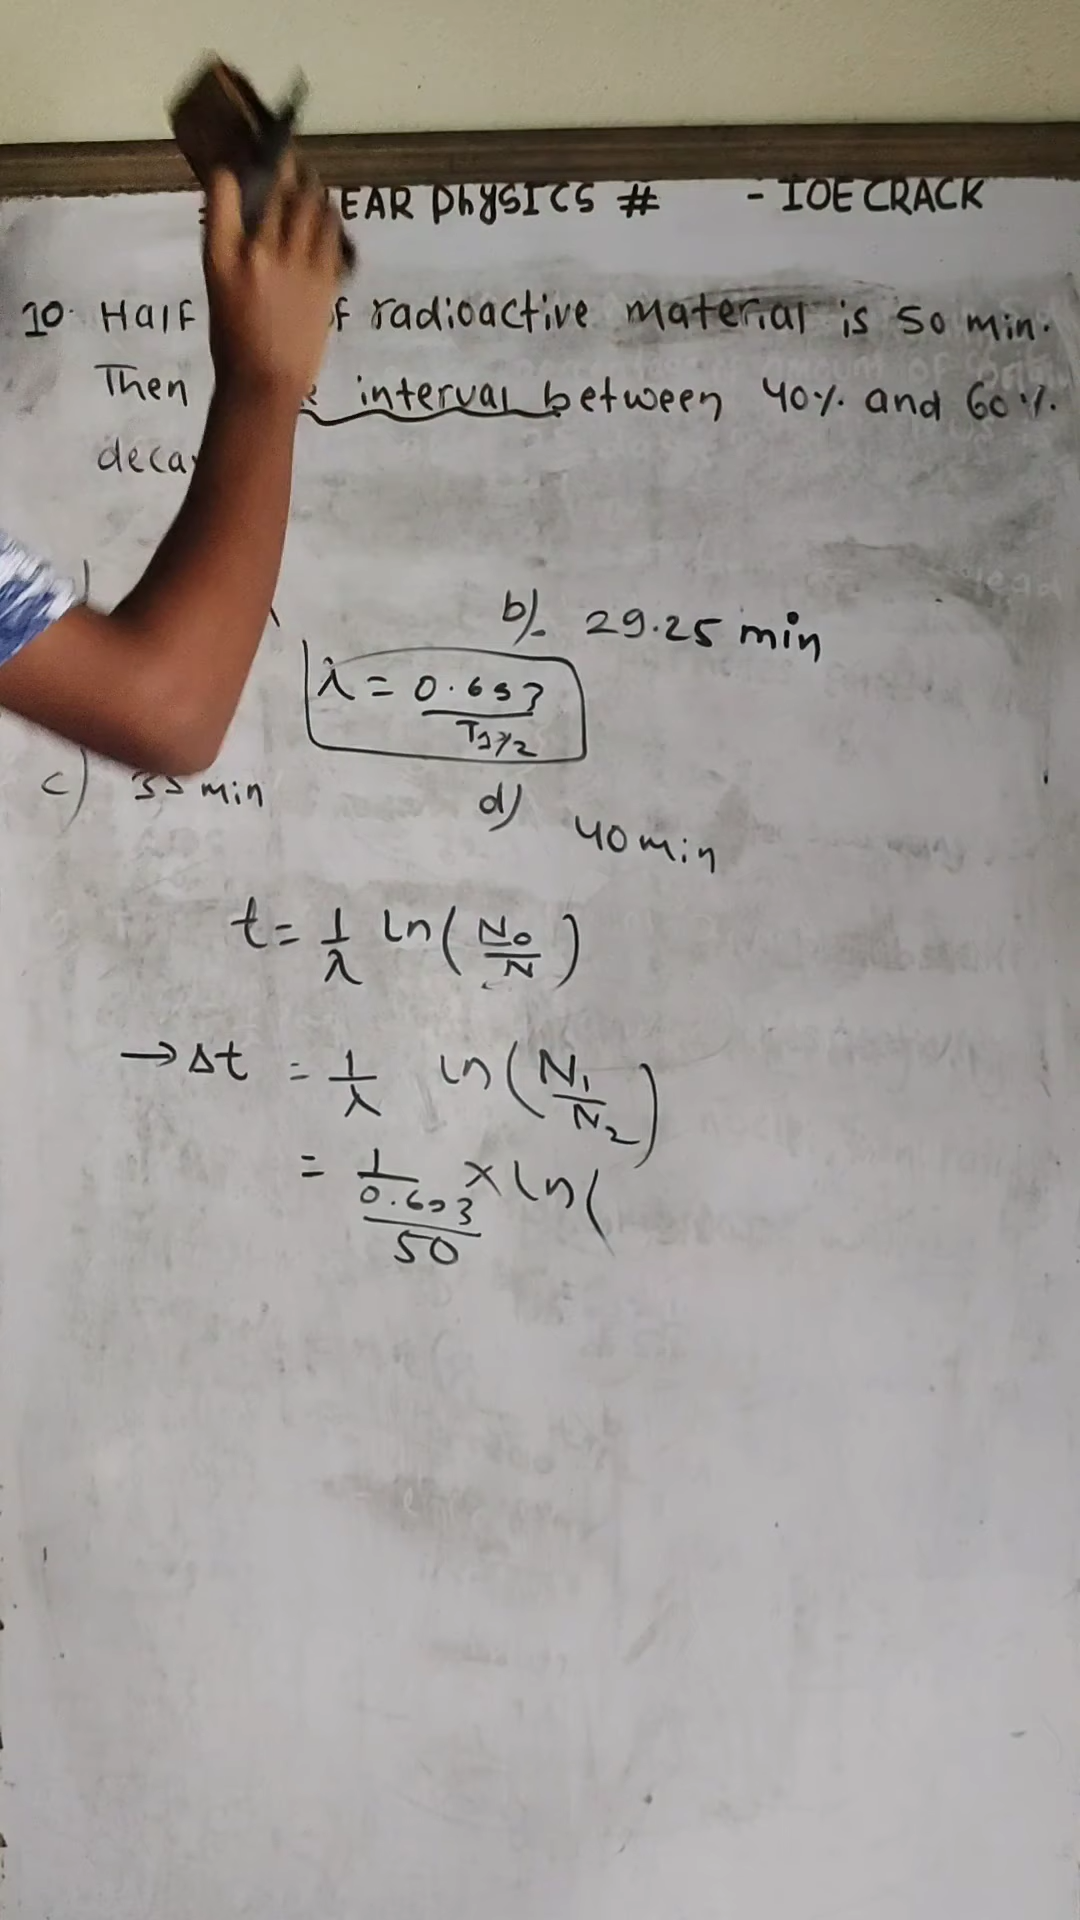 EAR PhYSICS # - IOE CRACK
10. Half of radioactive material is 50 min.
Then interval between 40% and 60%.
decay
b). 29.25 min
λ = 0.693 / T1/2
c) min
d) 40 min
t = 1/λ ln(N₀/N)
→ Δt = 1/λ ln(N₁/N₂)
= 1/(0.693/50) × ln(